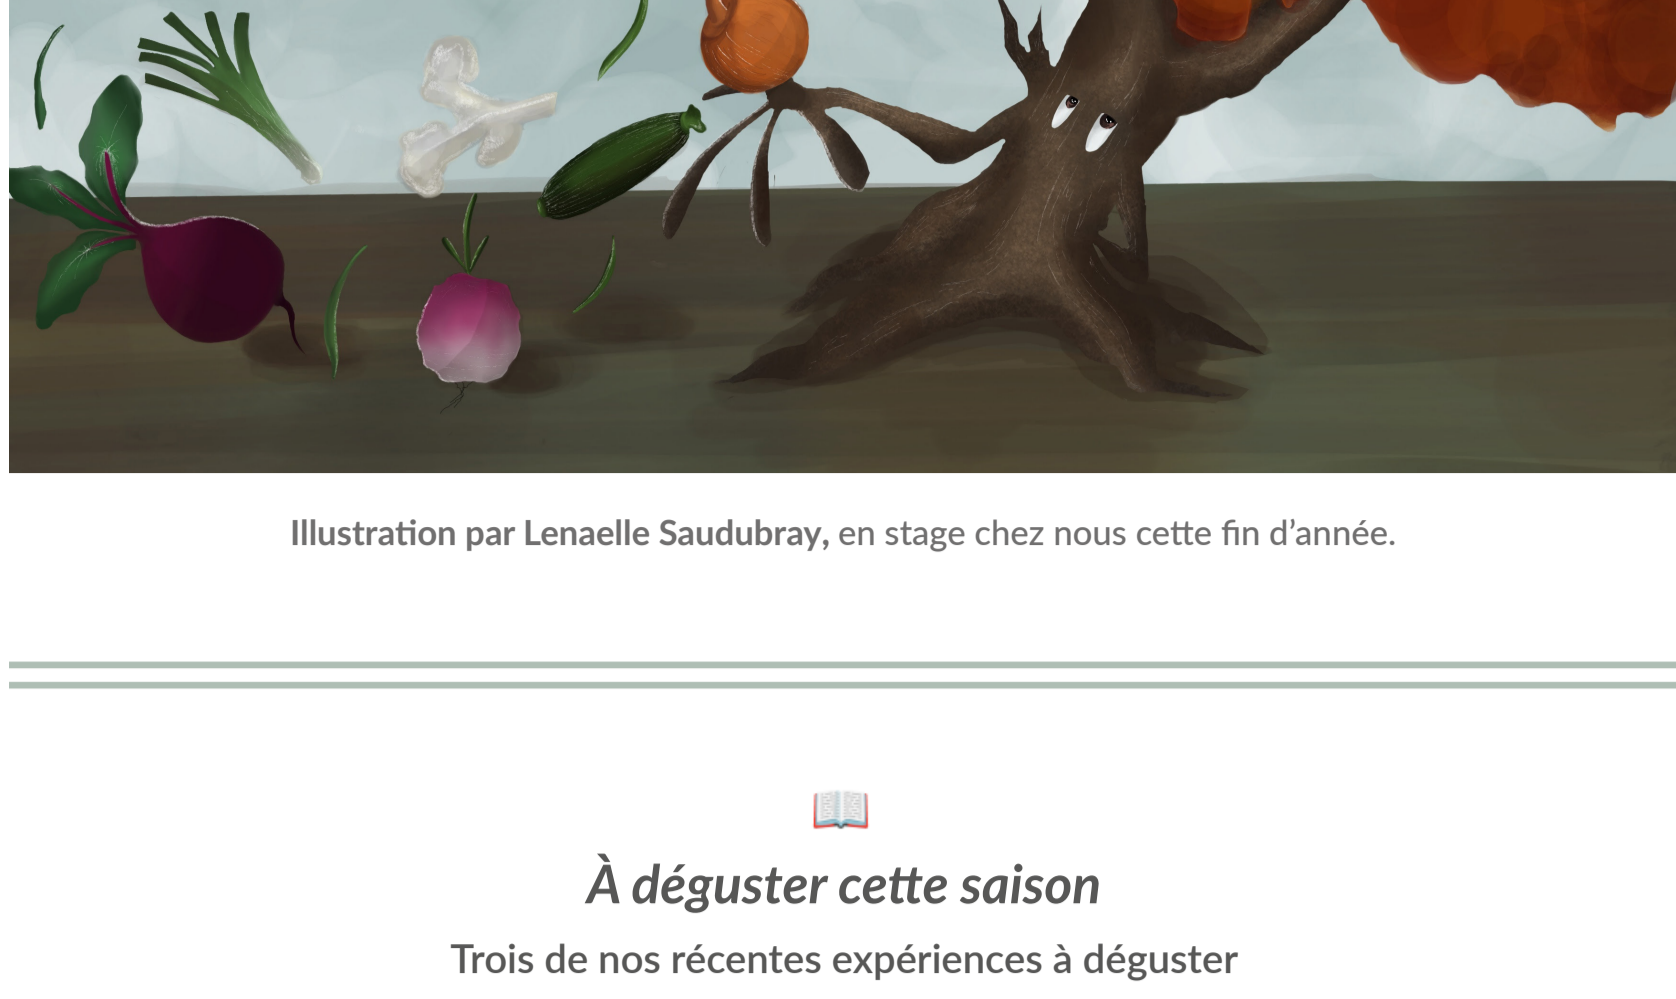 Illustration par Lenaelle Saudubray, en stage chez nous cette fin d’année.
À déguster cette saison
Trois de nos récentes expériences à déguster